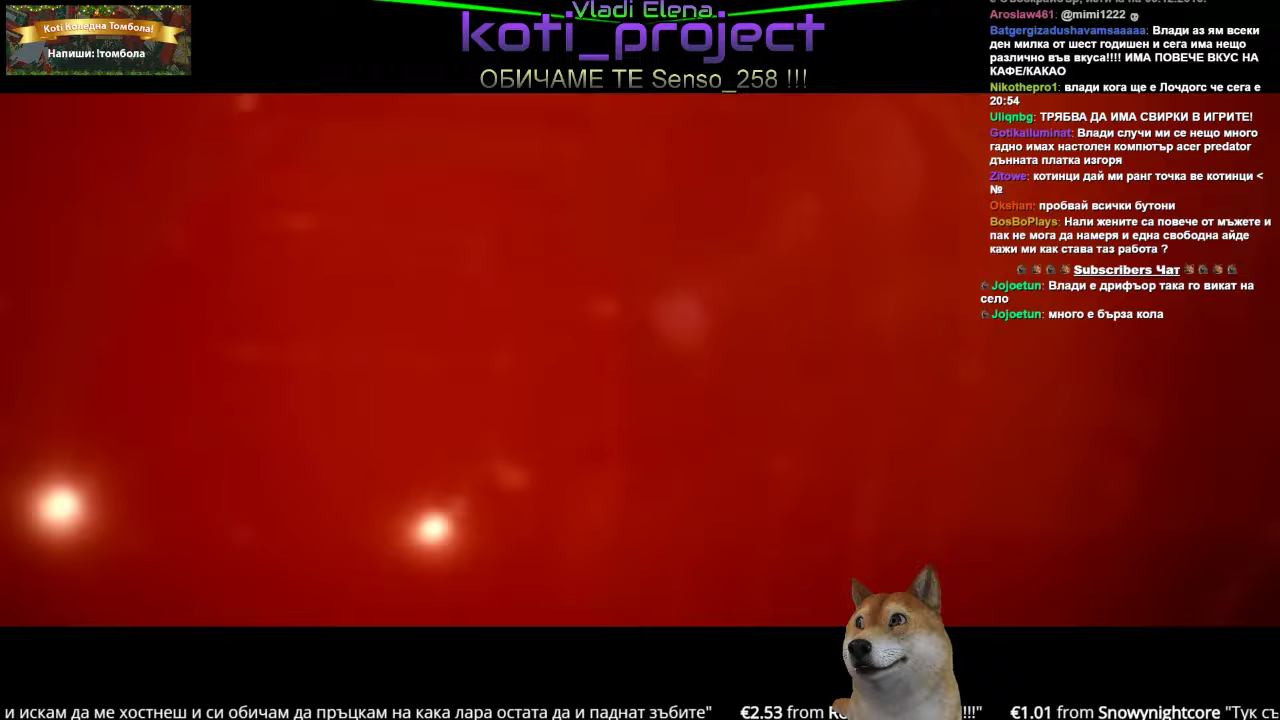 Koti Коледна Томбола!
Напиши: !томбола
Vladi Elena
koti_project
ОБИЧАМЕ ТЕ Senso_258 !!!
Aroslaw461: @mimi1222
Batgergizadushavamsaaaaa: Влади аз ям всеки
ден милка от шест годишен и сега има нещо
различно във вкуса!!!! ИМА ПОВЕЧЕ ВКУС НА
КАФЕ/КАКАО
Nikothepro1: влади кога ще е Лочдогс че сега е
20:54
Uliqnbg: ТРЯБВА ДА ИМА СВИРКИ В ИГРИТЕ!
Gotikalluminat: Влади случи ми се нещо много
гадно имах настолен компютър acer predator
дънната платка изгоря
Zitowe: котинци дай ми ранг точка ве котинци <
№
Okshan: пробвай всички бутони
BosBoPlays: Нали жените са повече от мъжете и
пак не мога да намеря и една свободна айде
кажи ми как става таз работа ?
Subscribers Чат
Jojoetun: Влади е дрифьор така го викат на
село
Jojoetun: много е бърза кола
и искам да ме хостнеш и си обичам да пръцкам на кака лара остата да и паднат зъбите" €2.53 from !!!" €1.01 from Snowynightcore "Тук